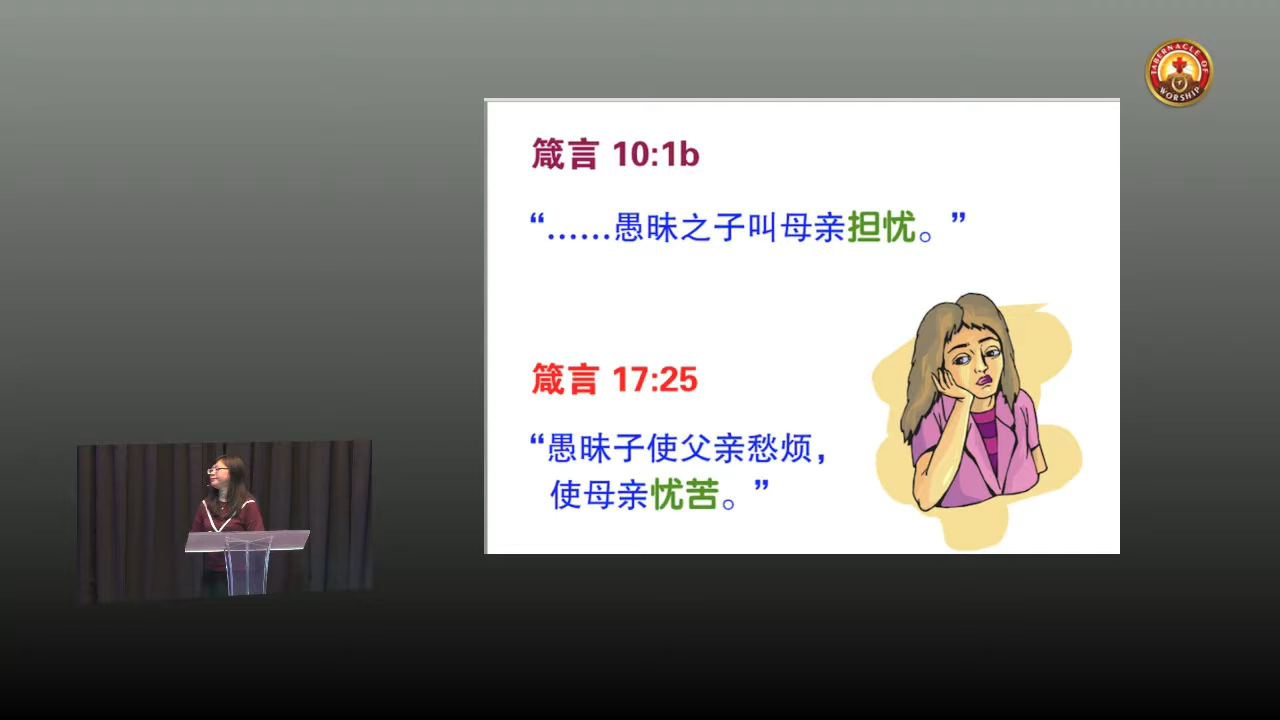 TABERNACLE OF WORSHIP
箴言 10:1b
“……愚昧之子叫母亲担忧。”
箴言 17:25
“愚昧子使父亲愁烦，
使母亲忧苦。”